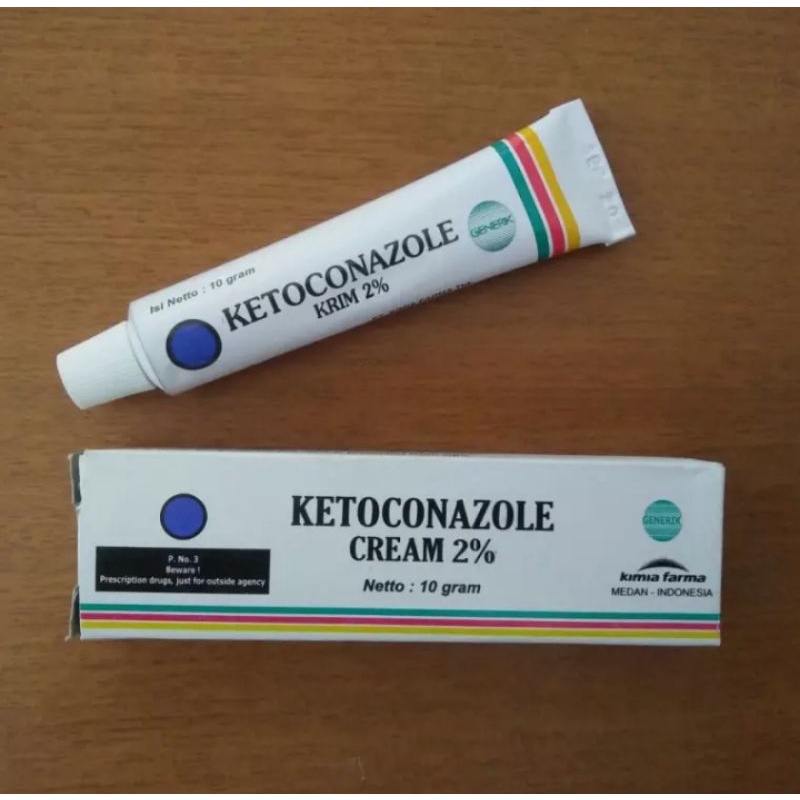 Isi Netto : 10 gram
KETOCONAZOLE
KRIM 2%
GENERIK
KETOCONAZOLE
CREAM 2%
Netto : 10 gram
P. No. 3
Beware !
Prescription drugs, just for outside agency
GENERIK
kimia farma
MEDAN - INDONESIA